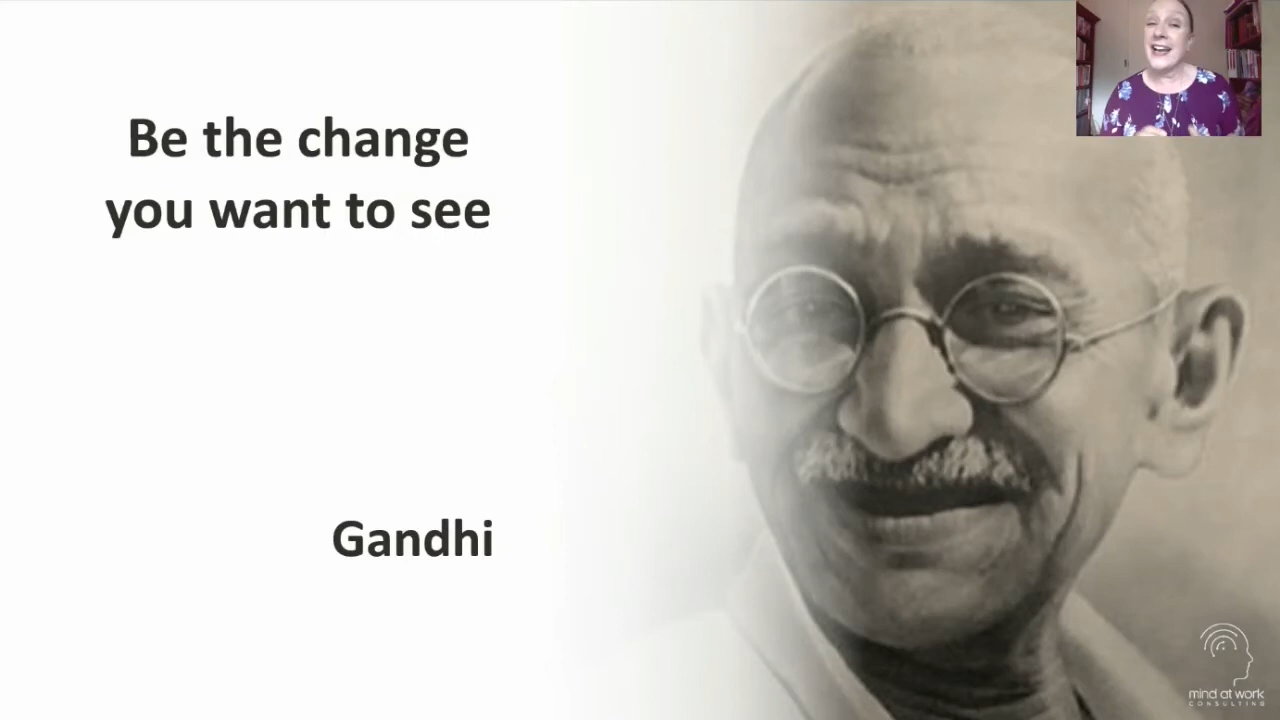 Be the change
you want to see
Gandhi
mind at work
CONSULTING